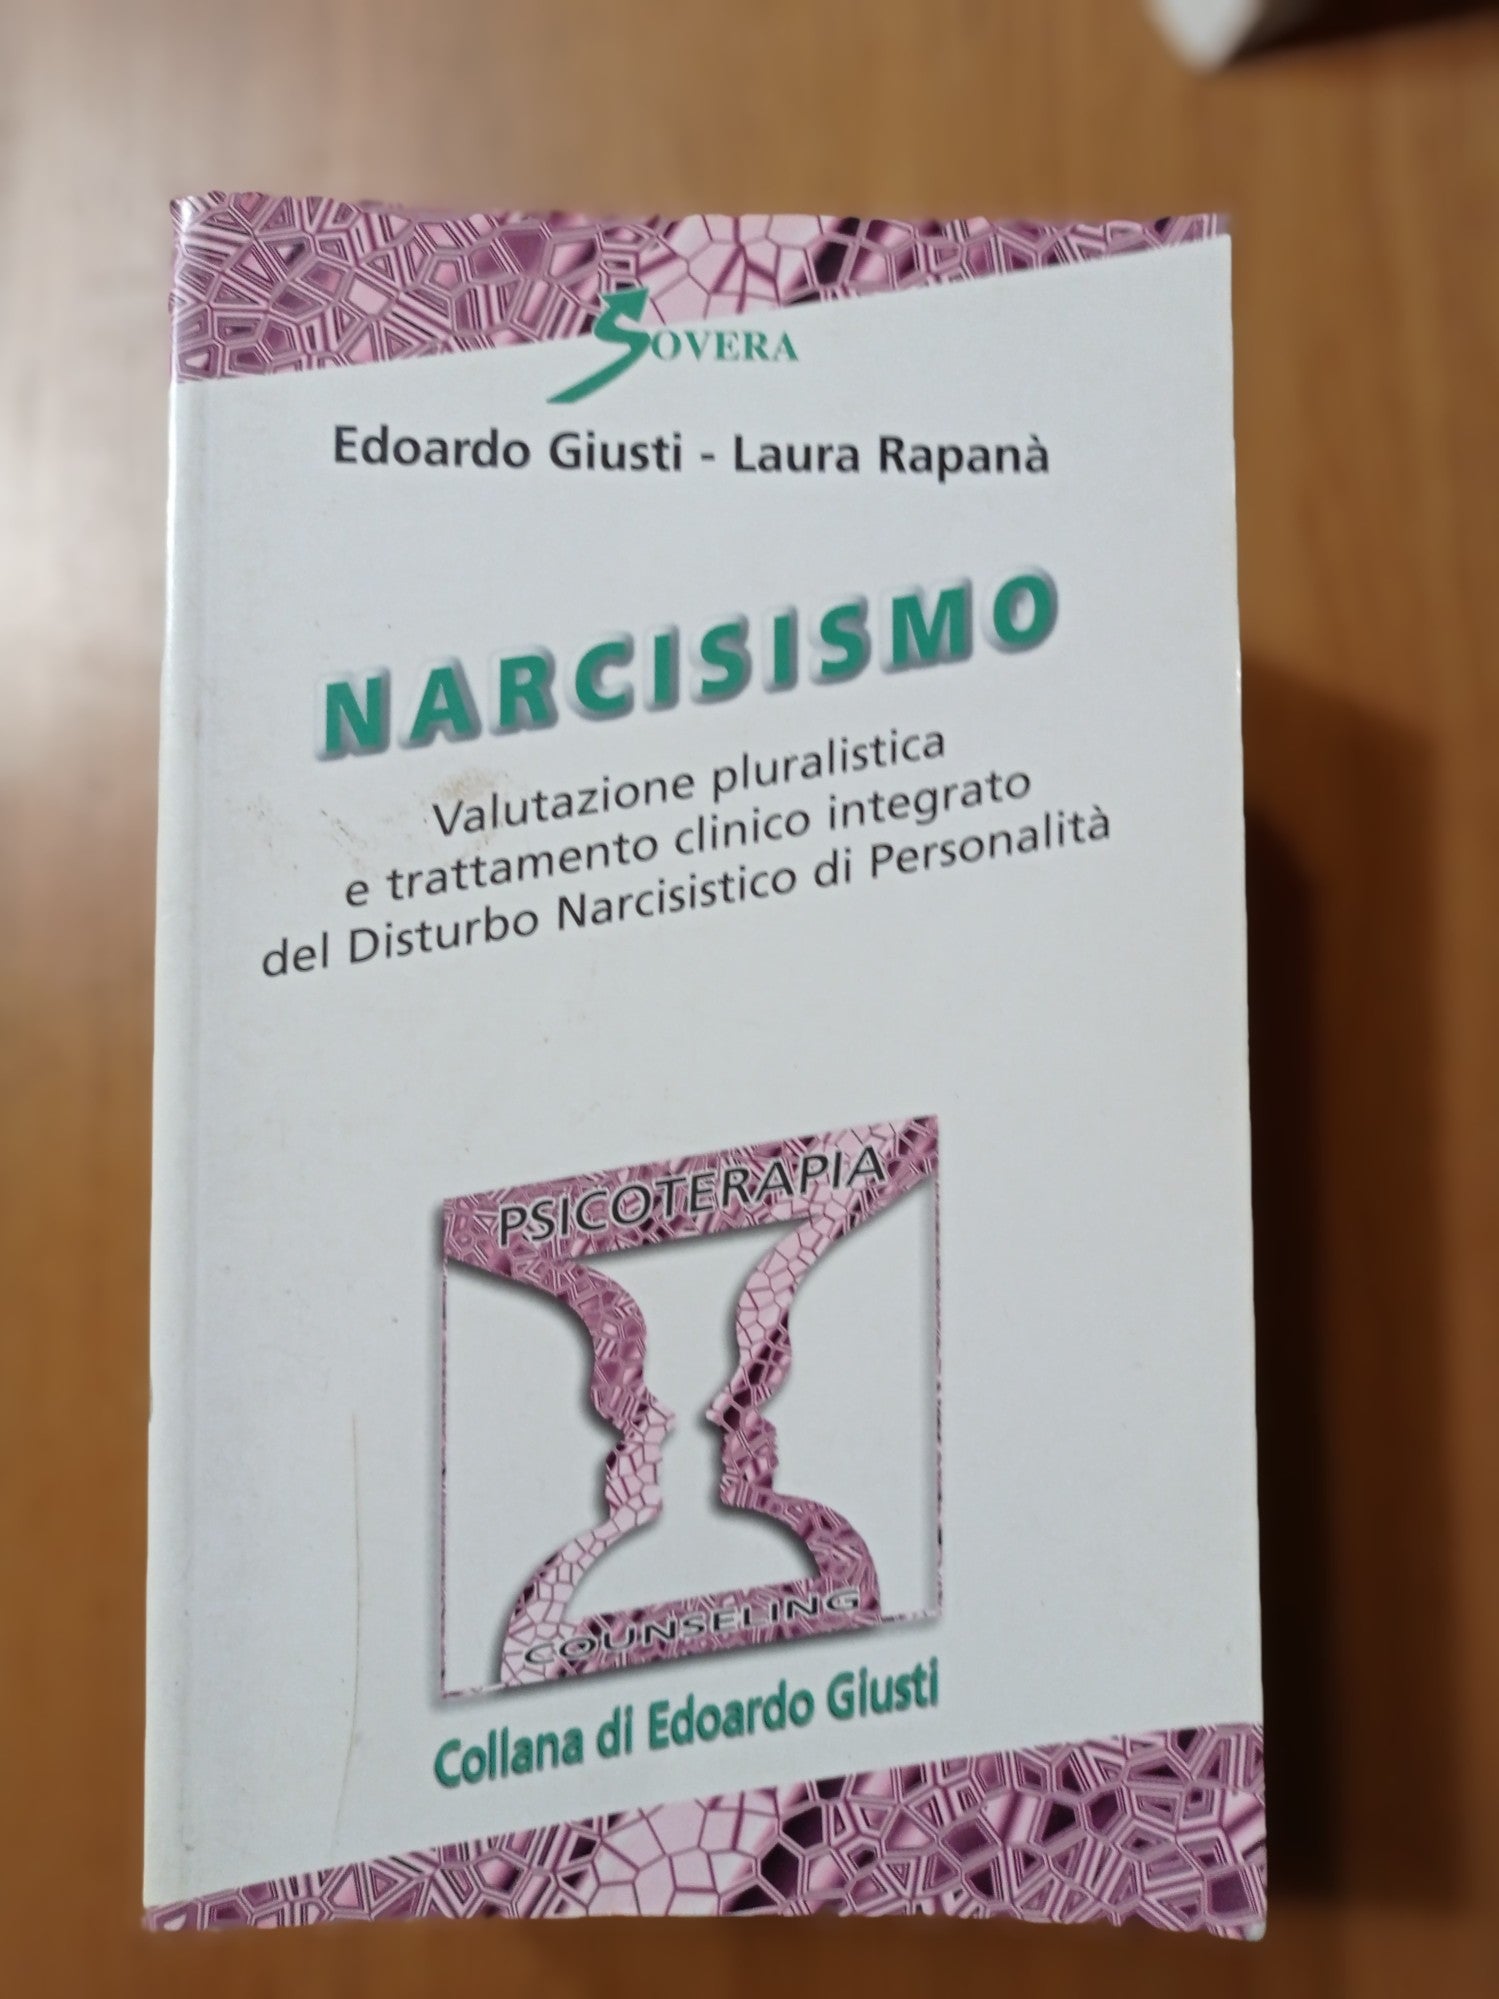 SOVERA
Edoardo Giusti - Laura Rapanà
NARCISISMO
Valutazione pluralistica
e trattamento clinico integrato
del Disturbo Narcisistico di Personalità
PSICOTERAPIA
COUNSELING
Collana di Edoardo Giusti